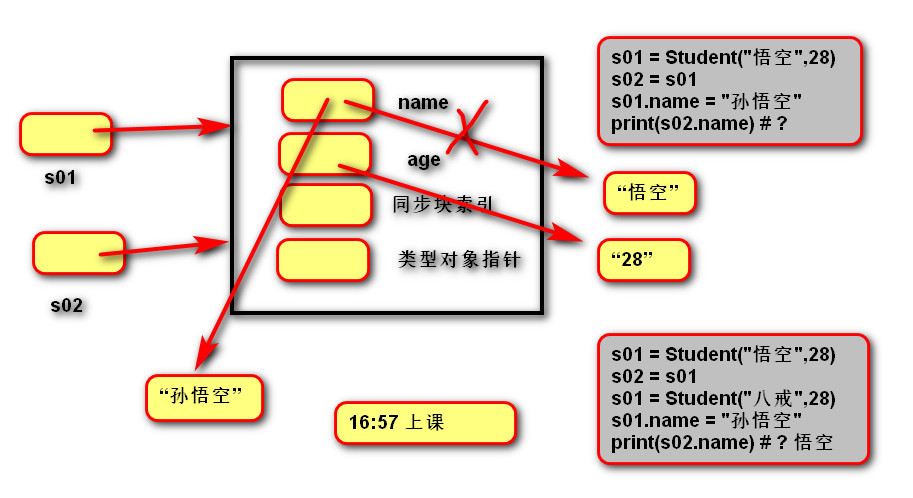 s01 = Student("悟空",28)
s02 = s01
s01.name = "孙悟空"
print(s02.name) # ?
name
age
同步块索引
类型对象指针
s01
s02
“悟空”
“28”
“孙悟空”
16:57 上课
s01 = Student("悟空",28)
s02 = s01
s01 = Student("八戒",28)
s01.name = "孙悟空"
print(s02.name) # ? 悟空